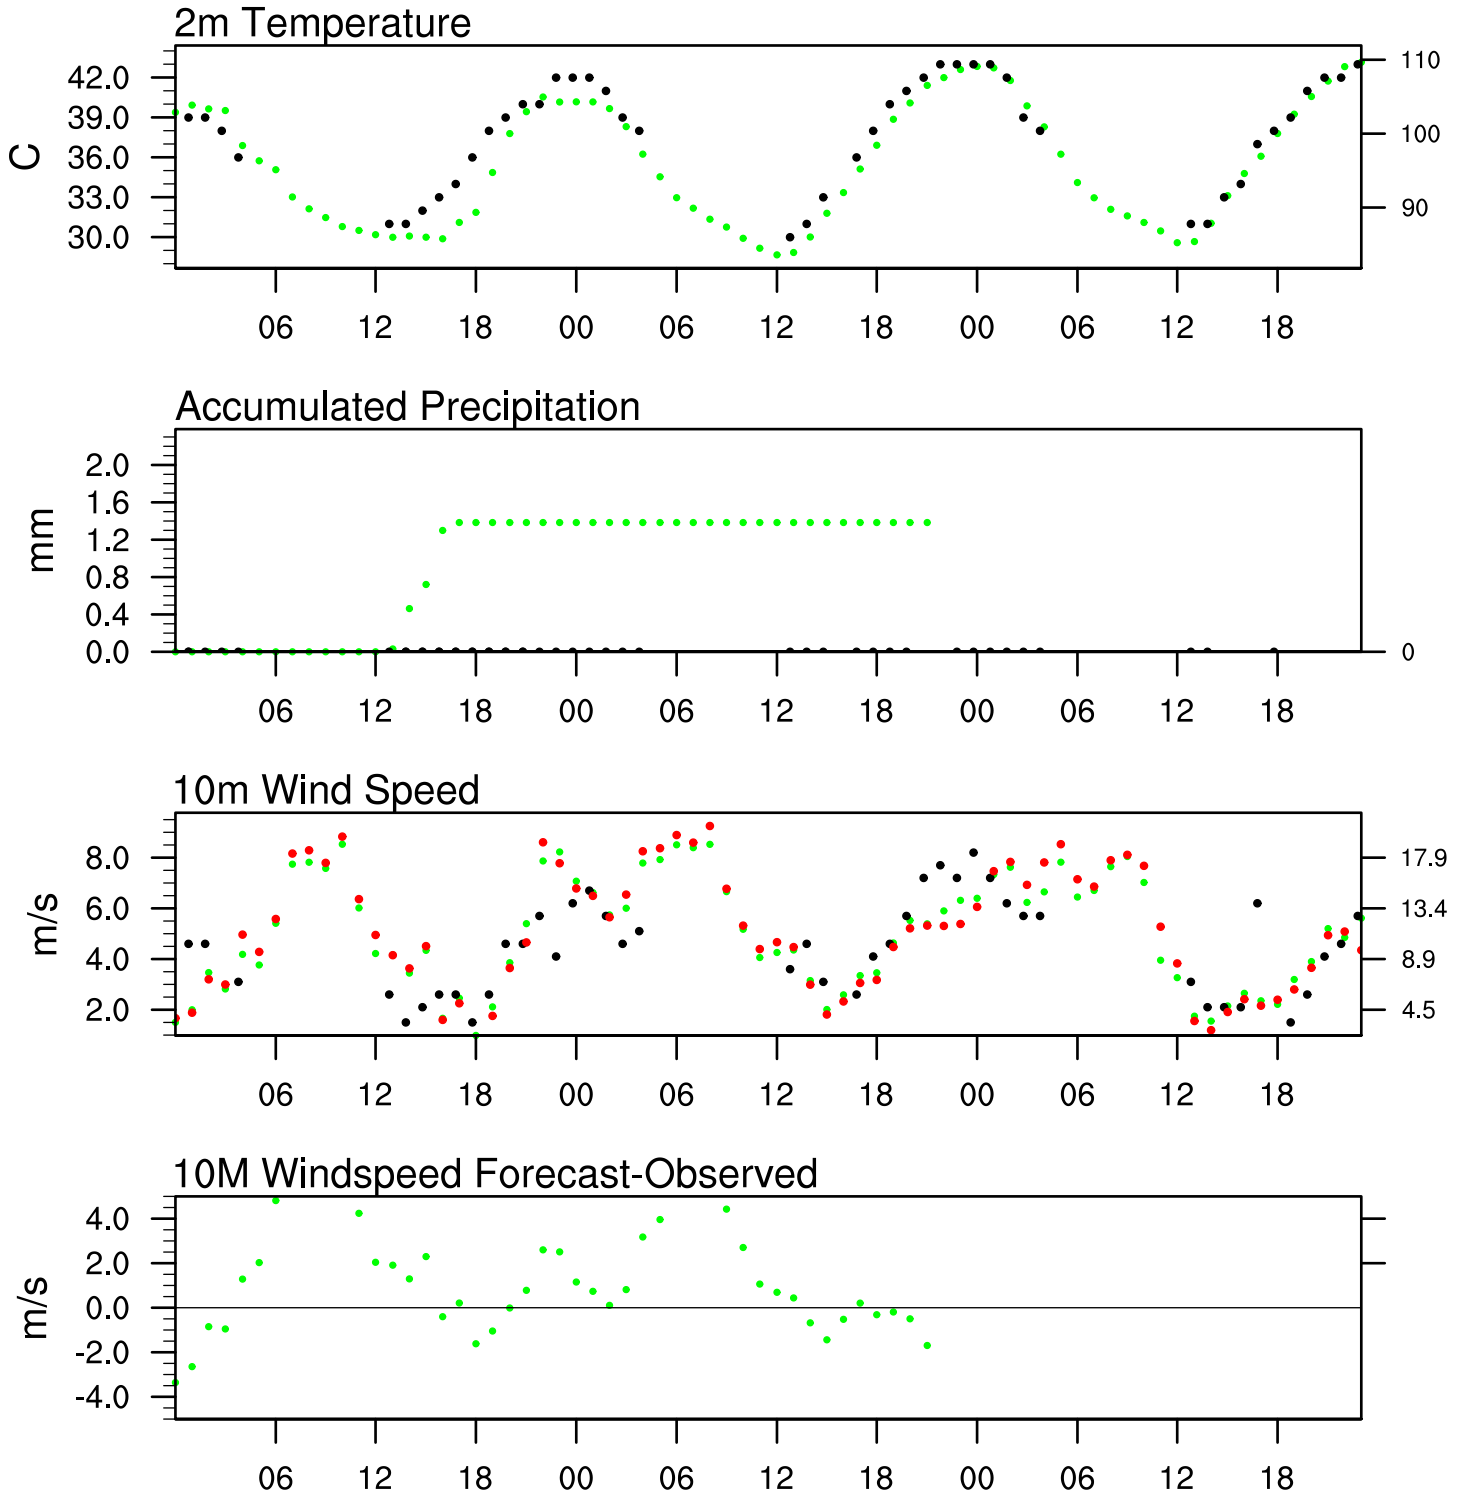 2m Temperature
C
42.0
39.0
36.0
33.0
30.0
110
100
90
06 12 18 00 06 12 18 00 06 12 18
Accumulated Precipitation
mm
2.0
1.6
1.2
0.8
0.4
0.0
0
06 12 18 00 06 12 18 00 06 12 18
10m Wind Speed
m/s
8.0
6.0
4.0
2.0
17.9
13.4
8.9
4.5
06 12 18 00 06 12 18 00 06 12 18
10M Windspeed Forecast-Observed
m/s
4.0
2.0
0.0
-2.0
-4.0
06 12 18 00 06 12 18 00 06 12 18